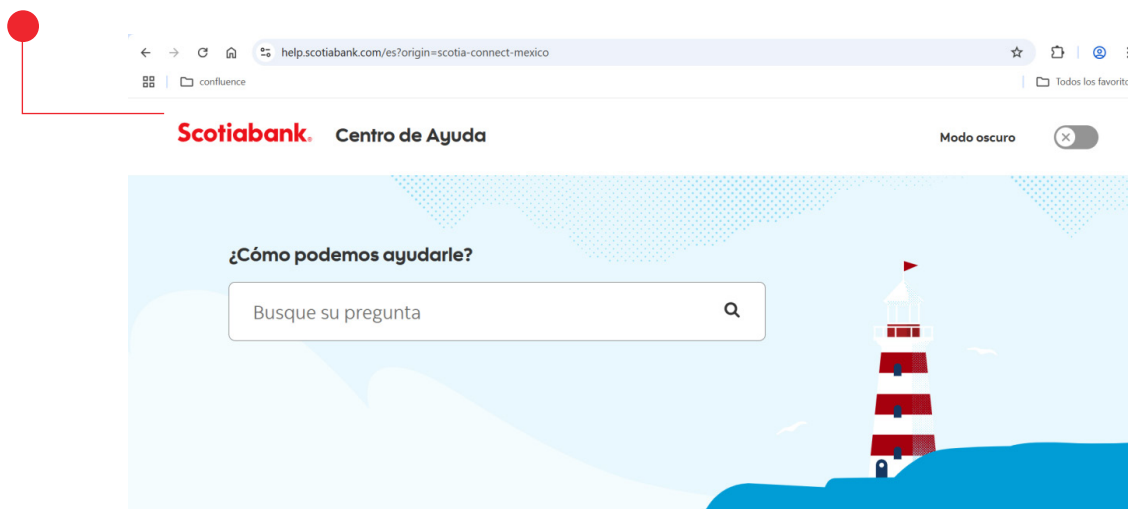 help.scotiabank.com/es?origin=scotia-connect-mexico
confluence
Todos los favorito
Scotiabank® Centro de Ayuda
Modo oscuro
¿Cómo podemos ayudarle?
Busque su pregunta